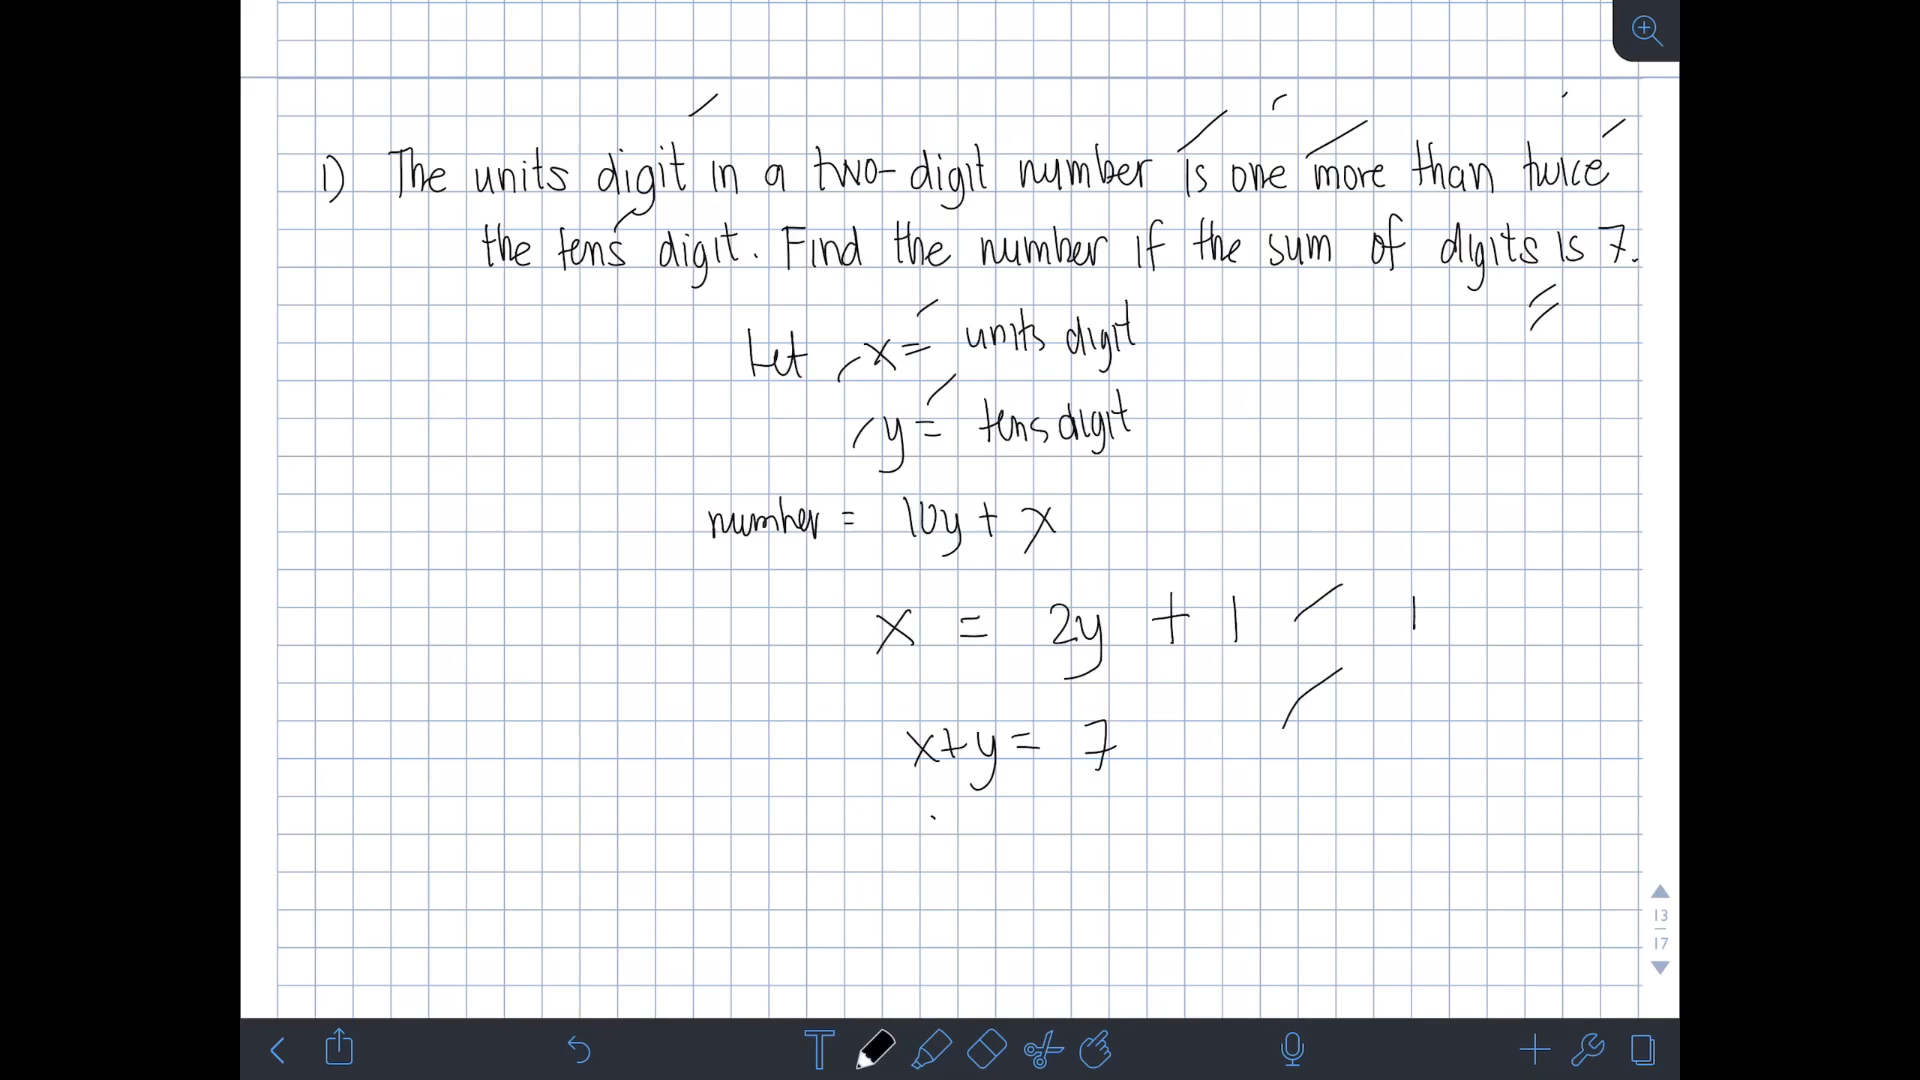 1) The units digit in a two-digit number is one more than twice
the tens digit. Find the number if the sum of digits is 7.
Let x = units digit
y = tens digit
number = 10y + x
x = 2y + 1 1
x+y = 7
13
17
T